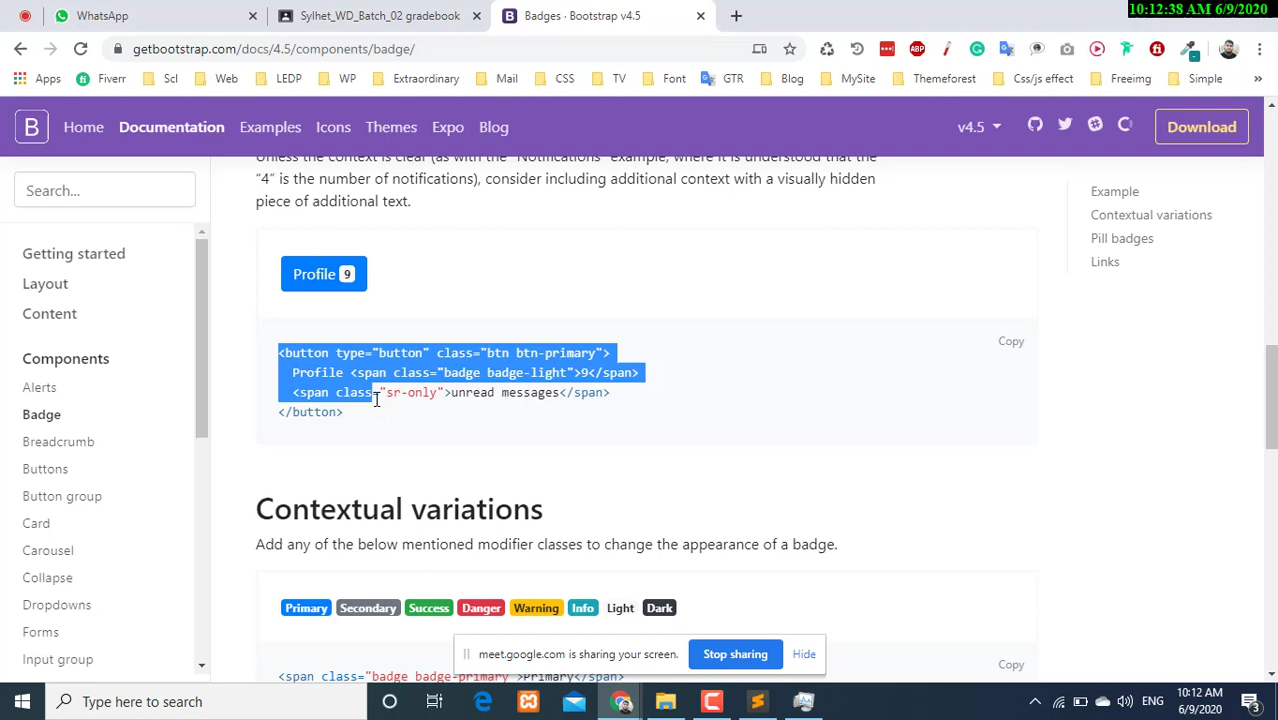 10:12:38 AM 6/9/2020
WhatsApp
Sylhet_WD_Batch_02 gradebook
Badges · Bootstrap v4.5
getbootstrap.com/docs/4.5/components/badge/
Apps
Fiverr
Scl
Web
LEDP
WP
Extraordinary
Mail
CSS
TV
Font
GTR
Blog
MySite
Themeforest
Css/js effect
Freeimg
Simple
Home
Documentation
Examples
Icons
Themes
Expo
Blog
v4.5
Download
Search...
Getting started
Layout
Content
Components
Alerts
Badge
Breadcrumb
Buttons
Button group
Card
Carousel
Collapse
Dropdowns
Forms
Input group
Unless the context is clear (as with the "Notifications" example, where it is understood that the
“4” is the number of notifications), consider including additional context with a visually hidden
piece of additional text.
Profile 9
Copy
<button type="button" class="btn btn-primary">
Profile <span class="badge badge-light">9</span>
<span class="sr-only">unread messages</span>
</button>
Contextual variations
Add any of the below mentioned modifier classes to change the appearance of a badge.
Primary Secondary Success Danger Warning Info Light Dark
Copy
<span class="badge badge-primary">Primary</span>
Example
Contextual variations
Pill badges
Links
meet.google.com is sharing your screen.
Stop sharing
Hide
Type here to search
ENG
10:12 AM
6/9/2020
3